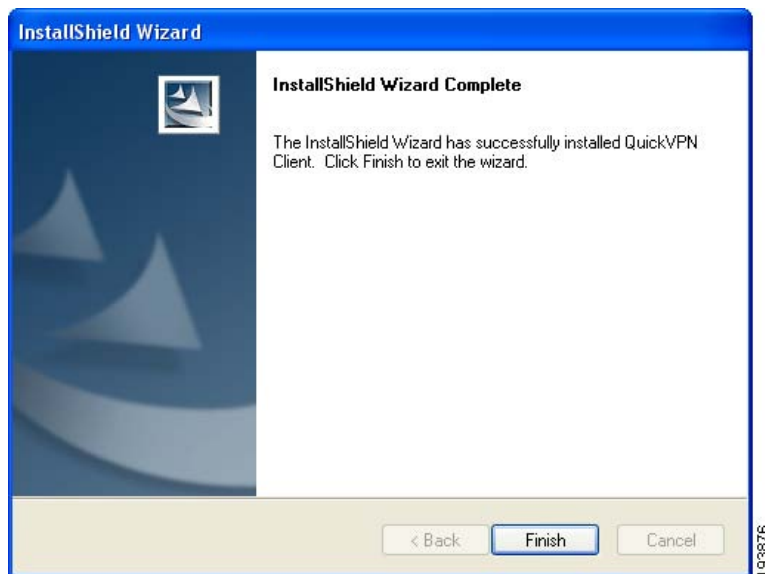 InstallShield Wizard
InstallShield Wizard Complete
The InstallShield Wizard has successfully installed QuickVPN
Client. Click Finish to exit the wizard.
< Back
Finish
Cancel
193876